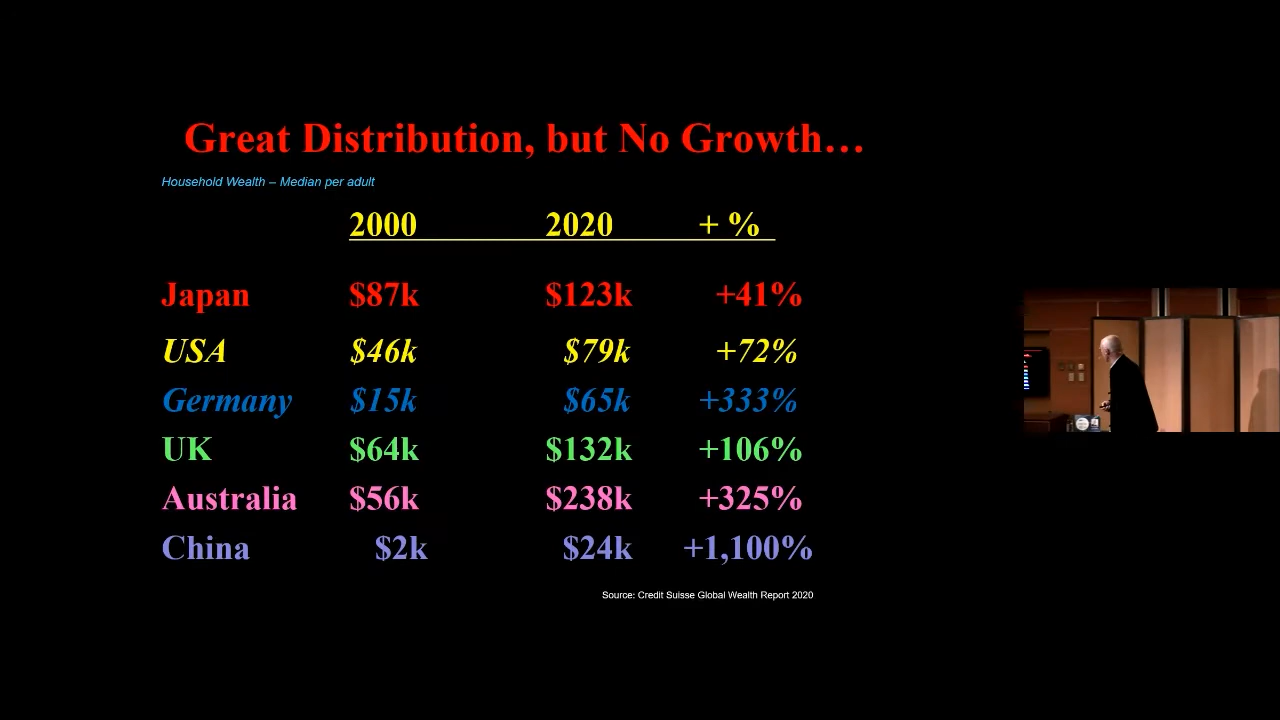 Great Distribution, but No Growth…
Household Wealth – Median per adult
2000 2020 + %
Japan $87k $123k +41%
USA $46k $79k +72%
Germany $15k $65k +333%
UK $64k $132k +106%
Australia $56k $238k +325%
China $2k $24k +1,100%
Source: Credit Suisse Global Wealth Report 2020